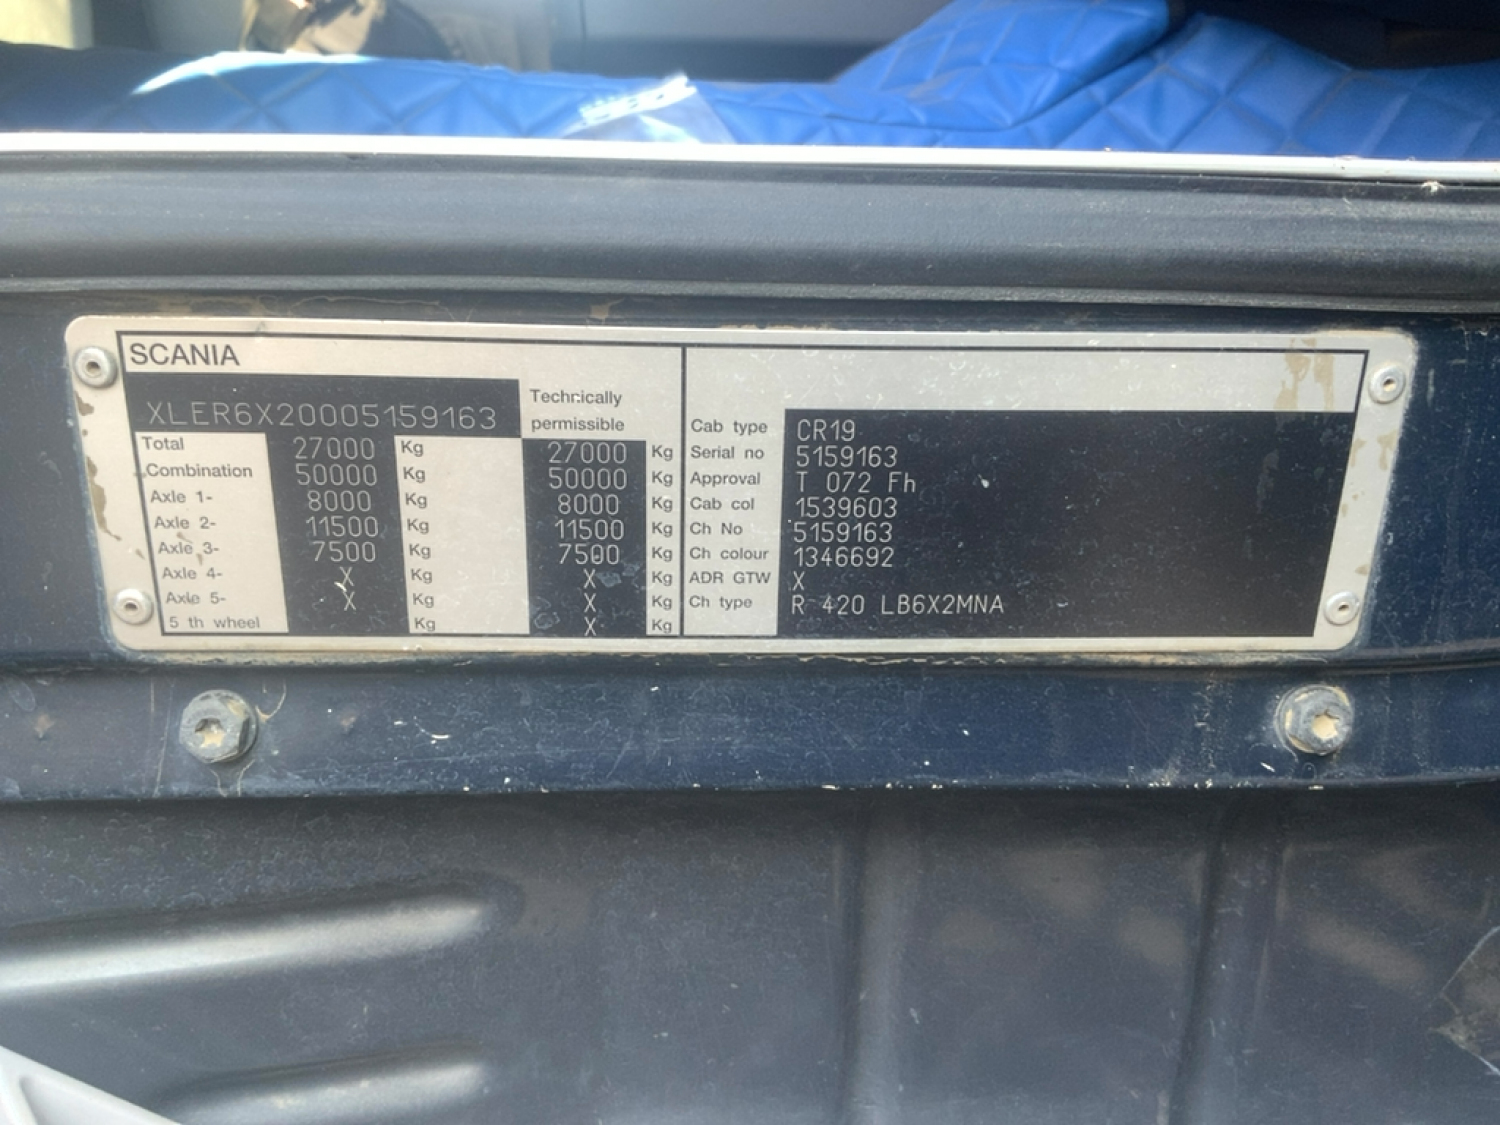 SCANIA
XLER6X20005159163
Technically
permissible
Total 27000 Kg 27000 Kg
Combination 50000 Kg 50000 Kg
Axle 1- 8000 Kg 8000 Kg
Axle 2- 11500 Kg 11500 Kg
Axle 3- 7500 Kg 7500 Kg
Axle 4- X Kg X Kg
Axle 5- X Kg X Kg
5 th wheel Kg X Kg
Cab type CR19
Serial no 5159163
Approval T 072 Fh
Cab col 1539603
Ch No 5159163
Ch colour 1346692
ADR GTW X
Ch type R 420 LB6X2MNA